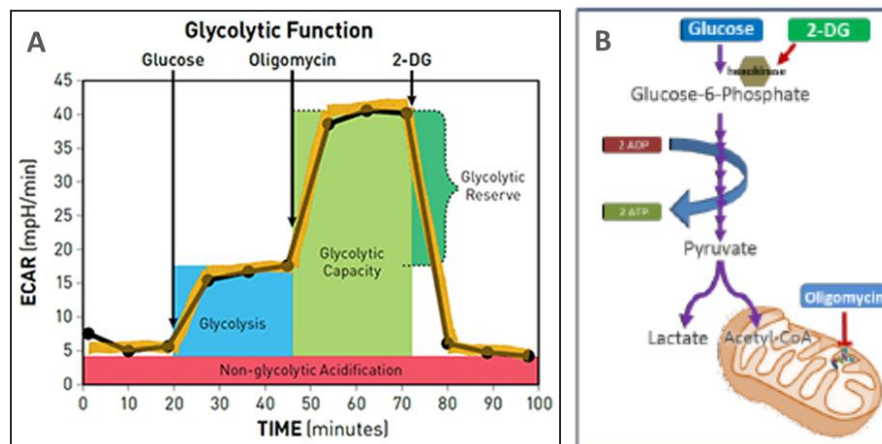 A
Glycolytic Function
Glucose
Oligomycin
2-DG
45
40
35
30
25
20
15
10
5
0
ECAR (mpH/min)
Glycolytic
Reserve
Glycolytic
Capacity
Glycolysis
Non-glycolytic Acidification
0 10 20 30 40 50 60 70 80 90 100
TIME (minutes)
B
Glucose
2-DG
hexokinase
Glucose-6-Phosphate
2 ADP
2 ATP
Pyruvate
Oligomycin
Lactate
Acetyl-CoA